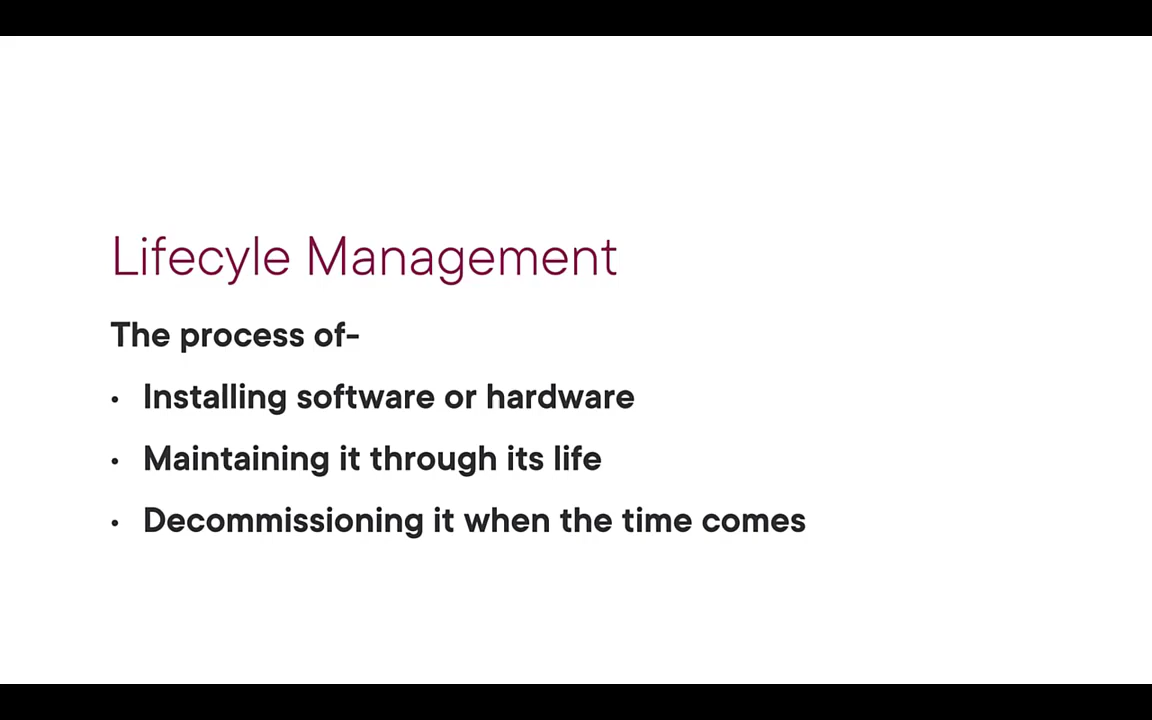 Lifecyle Management
The process of-
• Installing software or hardware
• Maintaining it through its life
• Decommissioning it when the time comes